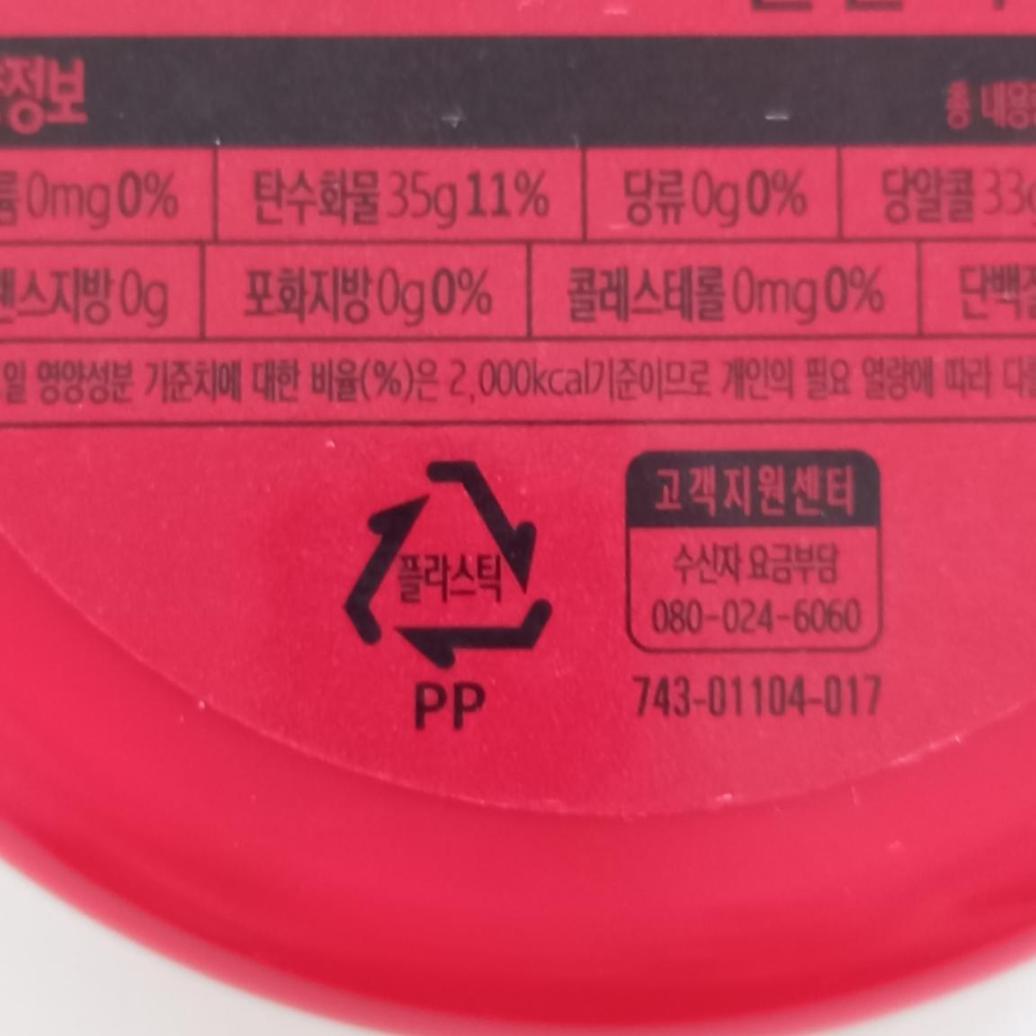 정보 총 내용
0mg 0% 탄수화물 35g 11% 당류 0g 0% 당알콜 33
지방 0g 포화지방 0g 0% 콜레스테롤 0mg 0% 단백
일 영양성분 기준치에 대한 비율(%)은 2,000kcal기준이므로 개인의 필요 열량에 따라
고객지원센터
플라스틱
수신자 요금부담
080-024-6060
PP
743-01104-017